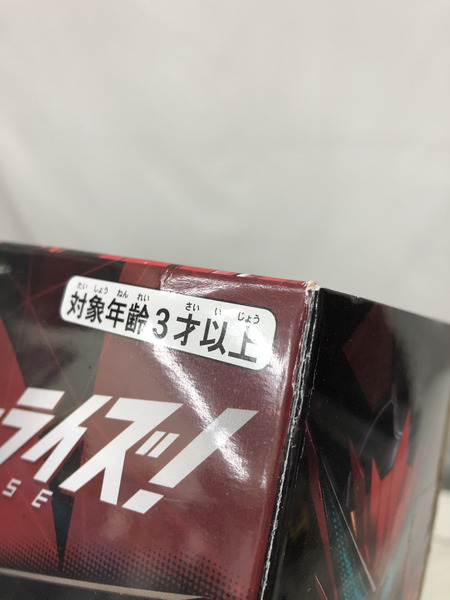 たい しょう ねん れい さい い じょう
対象年齢3才以上
ライズッ!
SE